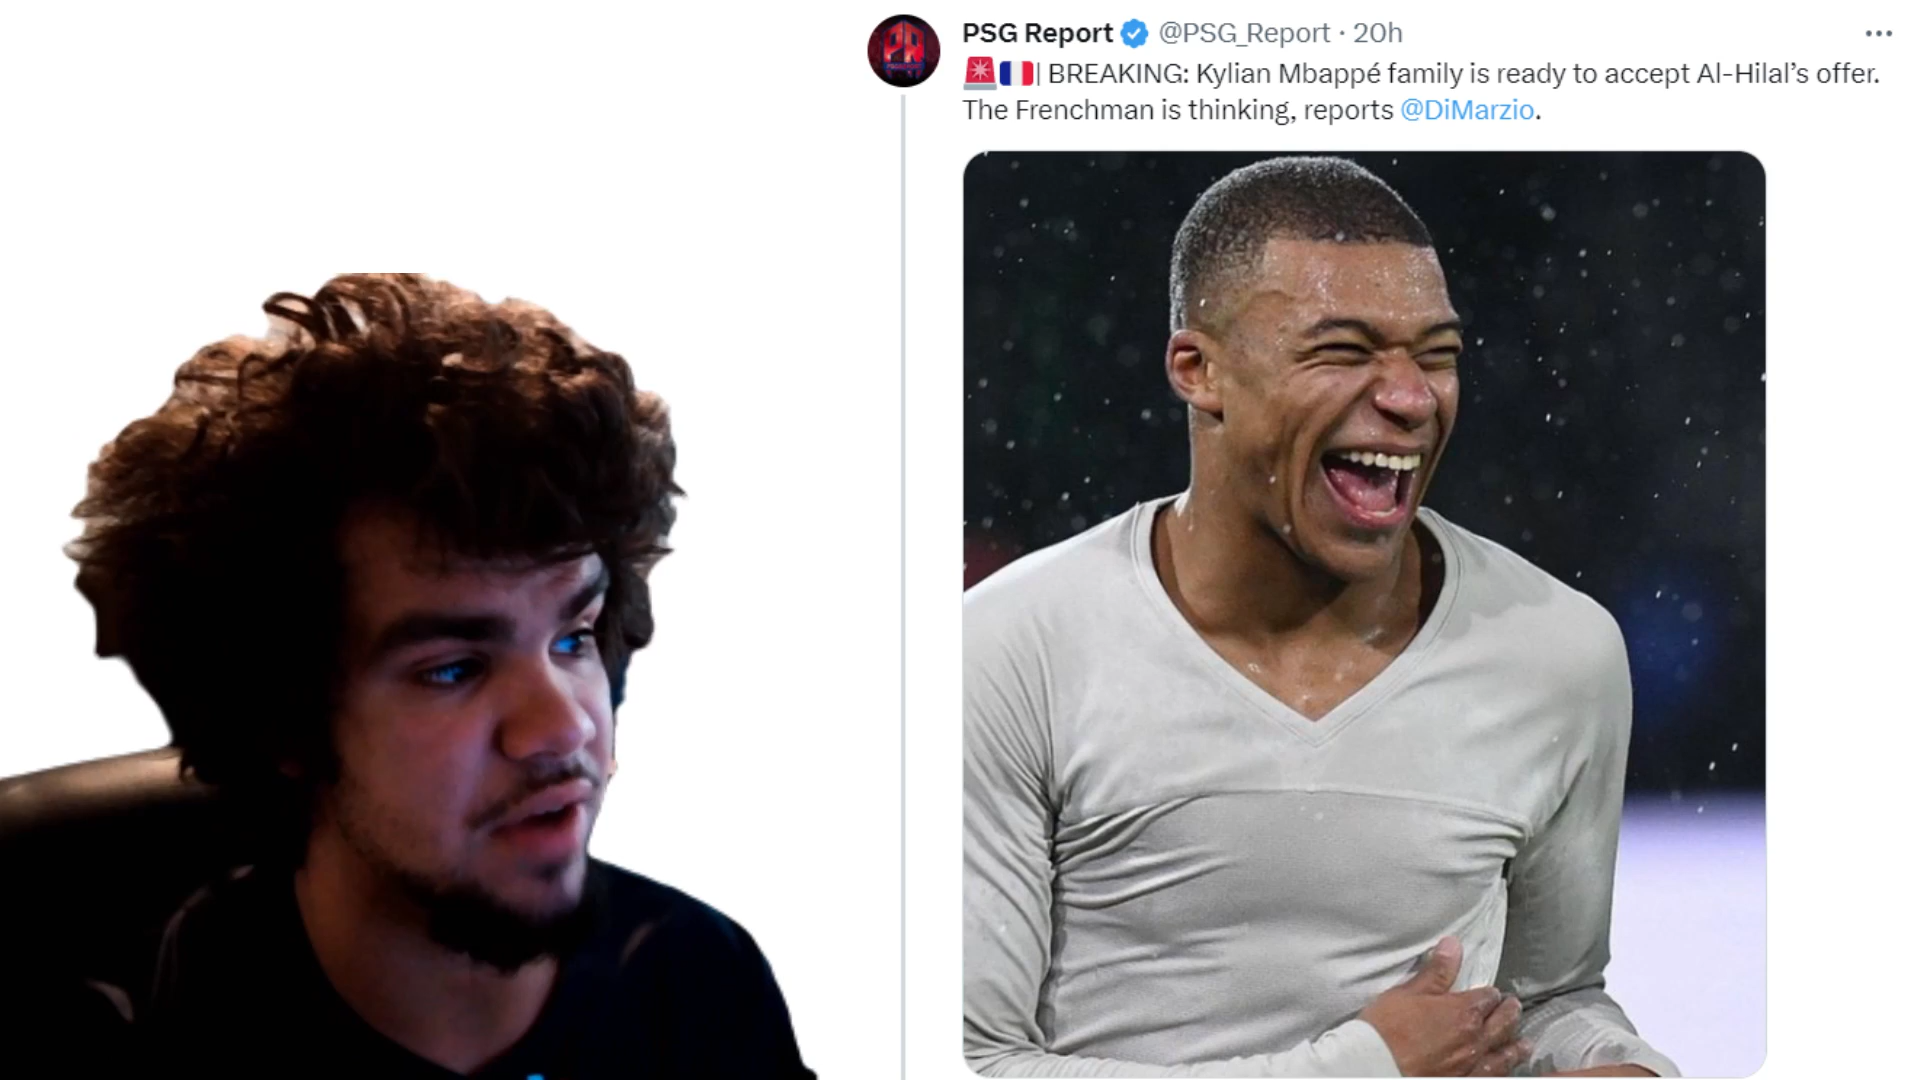 PSG Report @PSG_Report · 20h
🚨🇫🇷| BREAKING: Kylian Mbappé family is ready to accept Al-Hilal’s offer.
The Frenchman is thinking, reports @DiMarzio.
PR